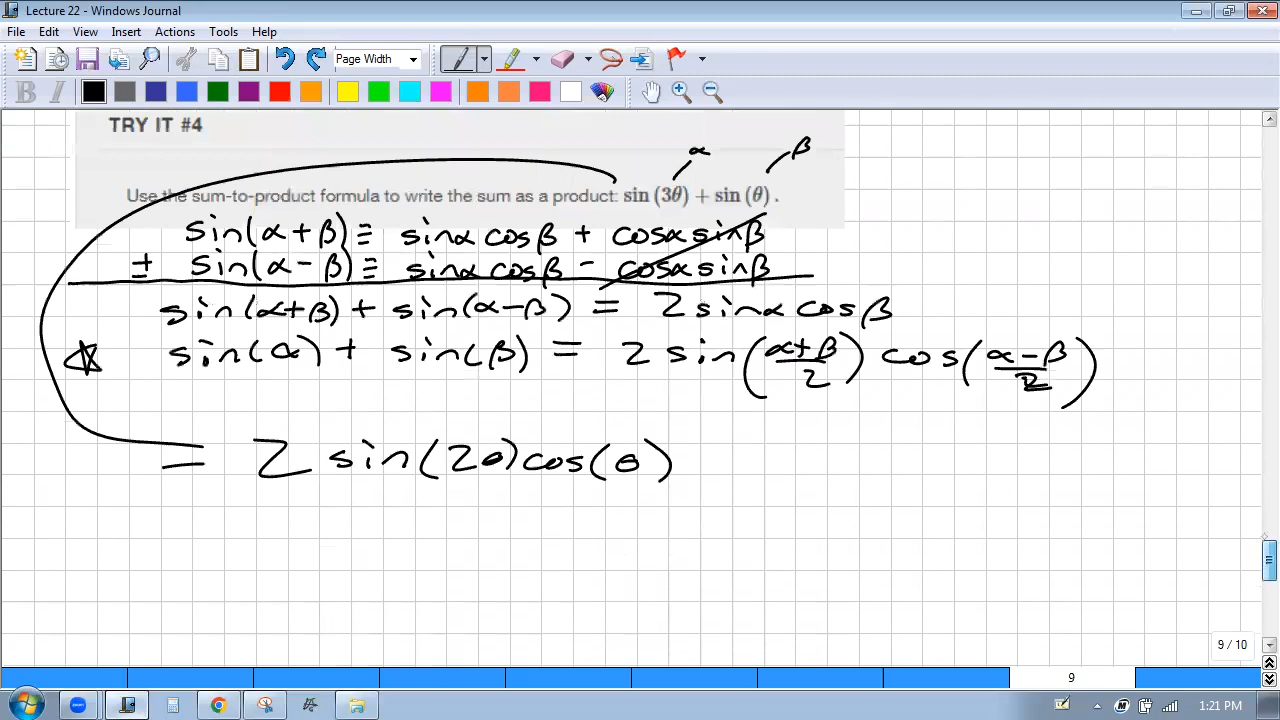 Lecture 22 - Windows Journal
File Edit View Insert Actions Tools Help
Page Width
B I
TRY IT #4
α β
Use the sum-to-product formula to write the sum as a product: sin (3θ) + sin (θ) .
sin(α+β) ≡ sinα cosβ + cosα sinβ
± sin(α-β) ≡ sinα cosβ - cosα sinβ
sin(α+β) + sin(α-β) = 2 sinα cosβ
☆ sin(α) + sin(β) = 2 sin((α+β)/2) cos((α-β)/2)
= 2 sin(2θ)cos(θ)
9 / 10
9
1:21 PM